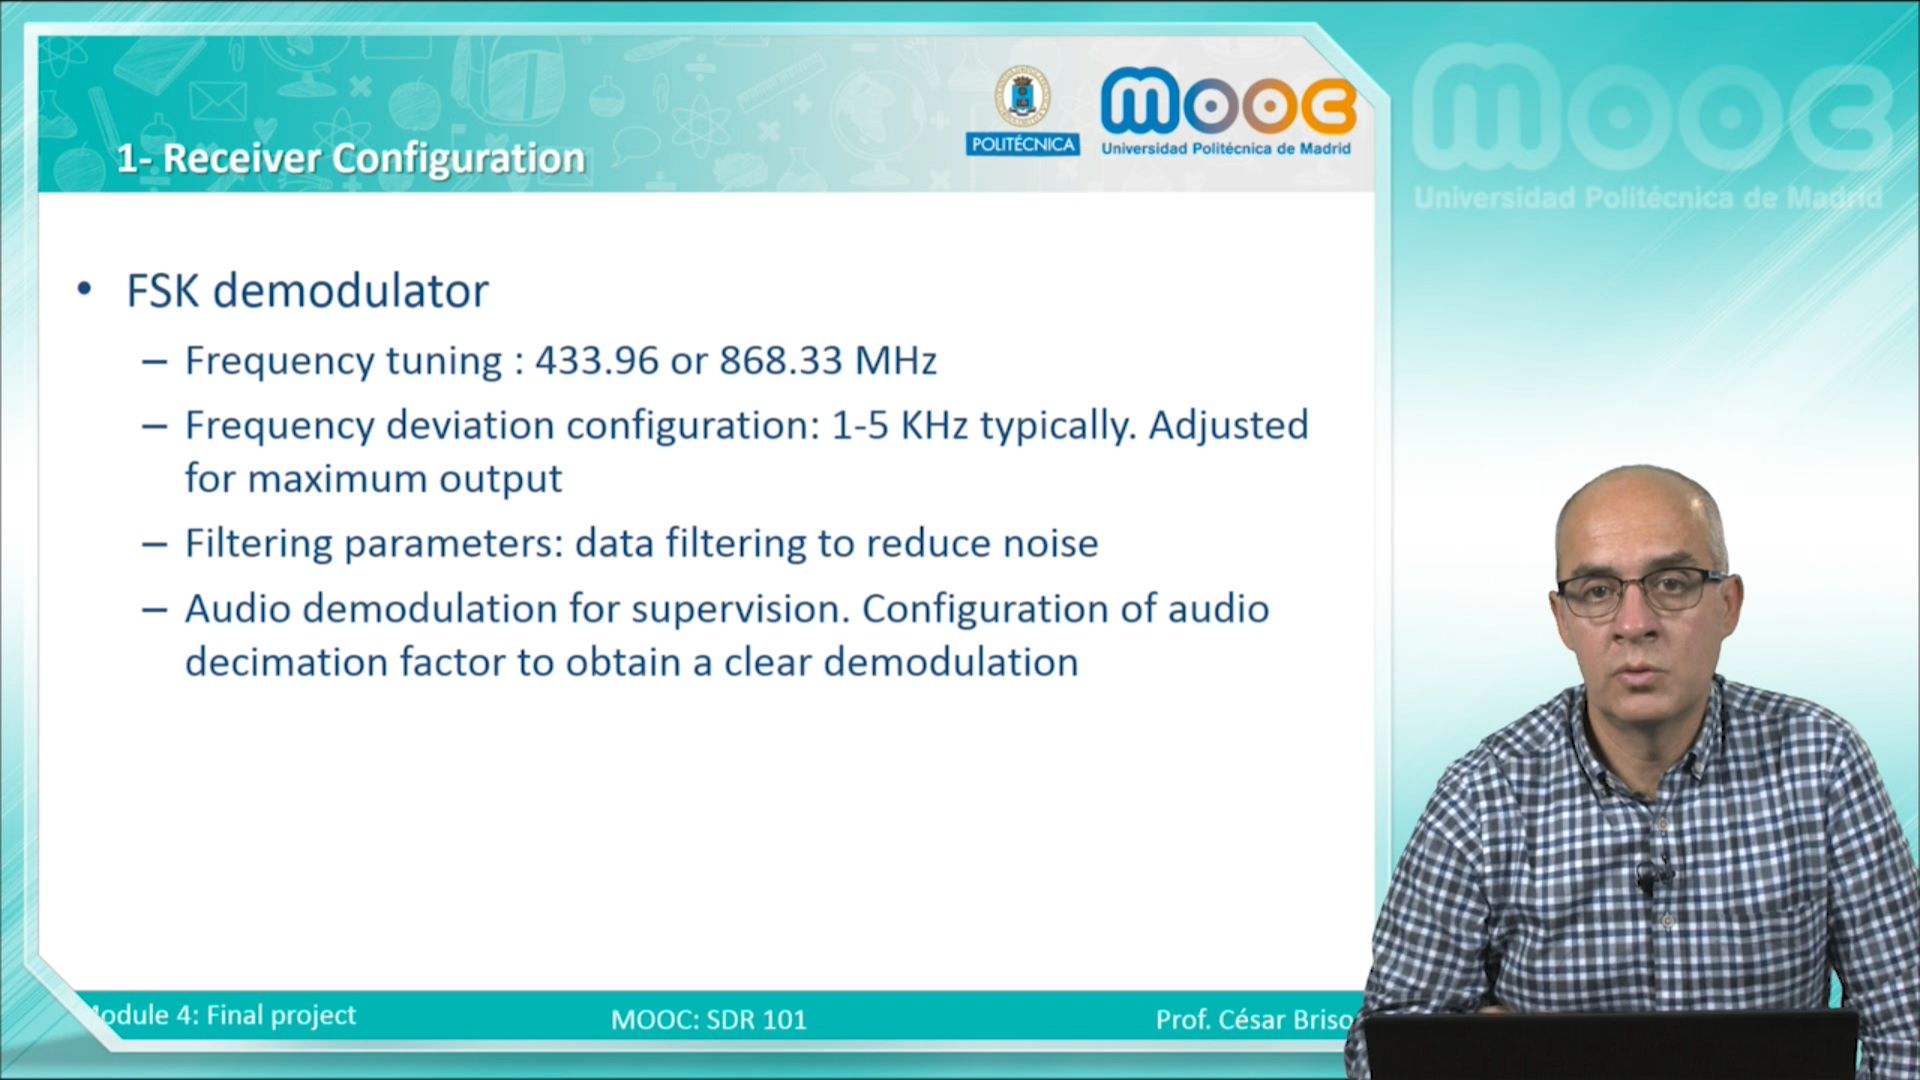 1- Receiver Configuration
POLITÉCNICA
mooc
Universidad Politécnica de Madrid
mooc
Universidad Politécnica de Madrid
• FSK demodulator
– Frequency tuning : 433.96 or 868.33 MHz
– Frequency deviation configuration: 1-5 KHz typically. Adjusted
for maximum output
– Filtering parameters: data filtering to reduce noise
– Audio demodulation for supervision. Configuration of audio
decimation factor to obtain a clear demodulation
Module 4: Final project
MOOC: SDR 101
Prof. César Briso